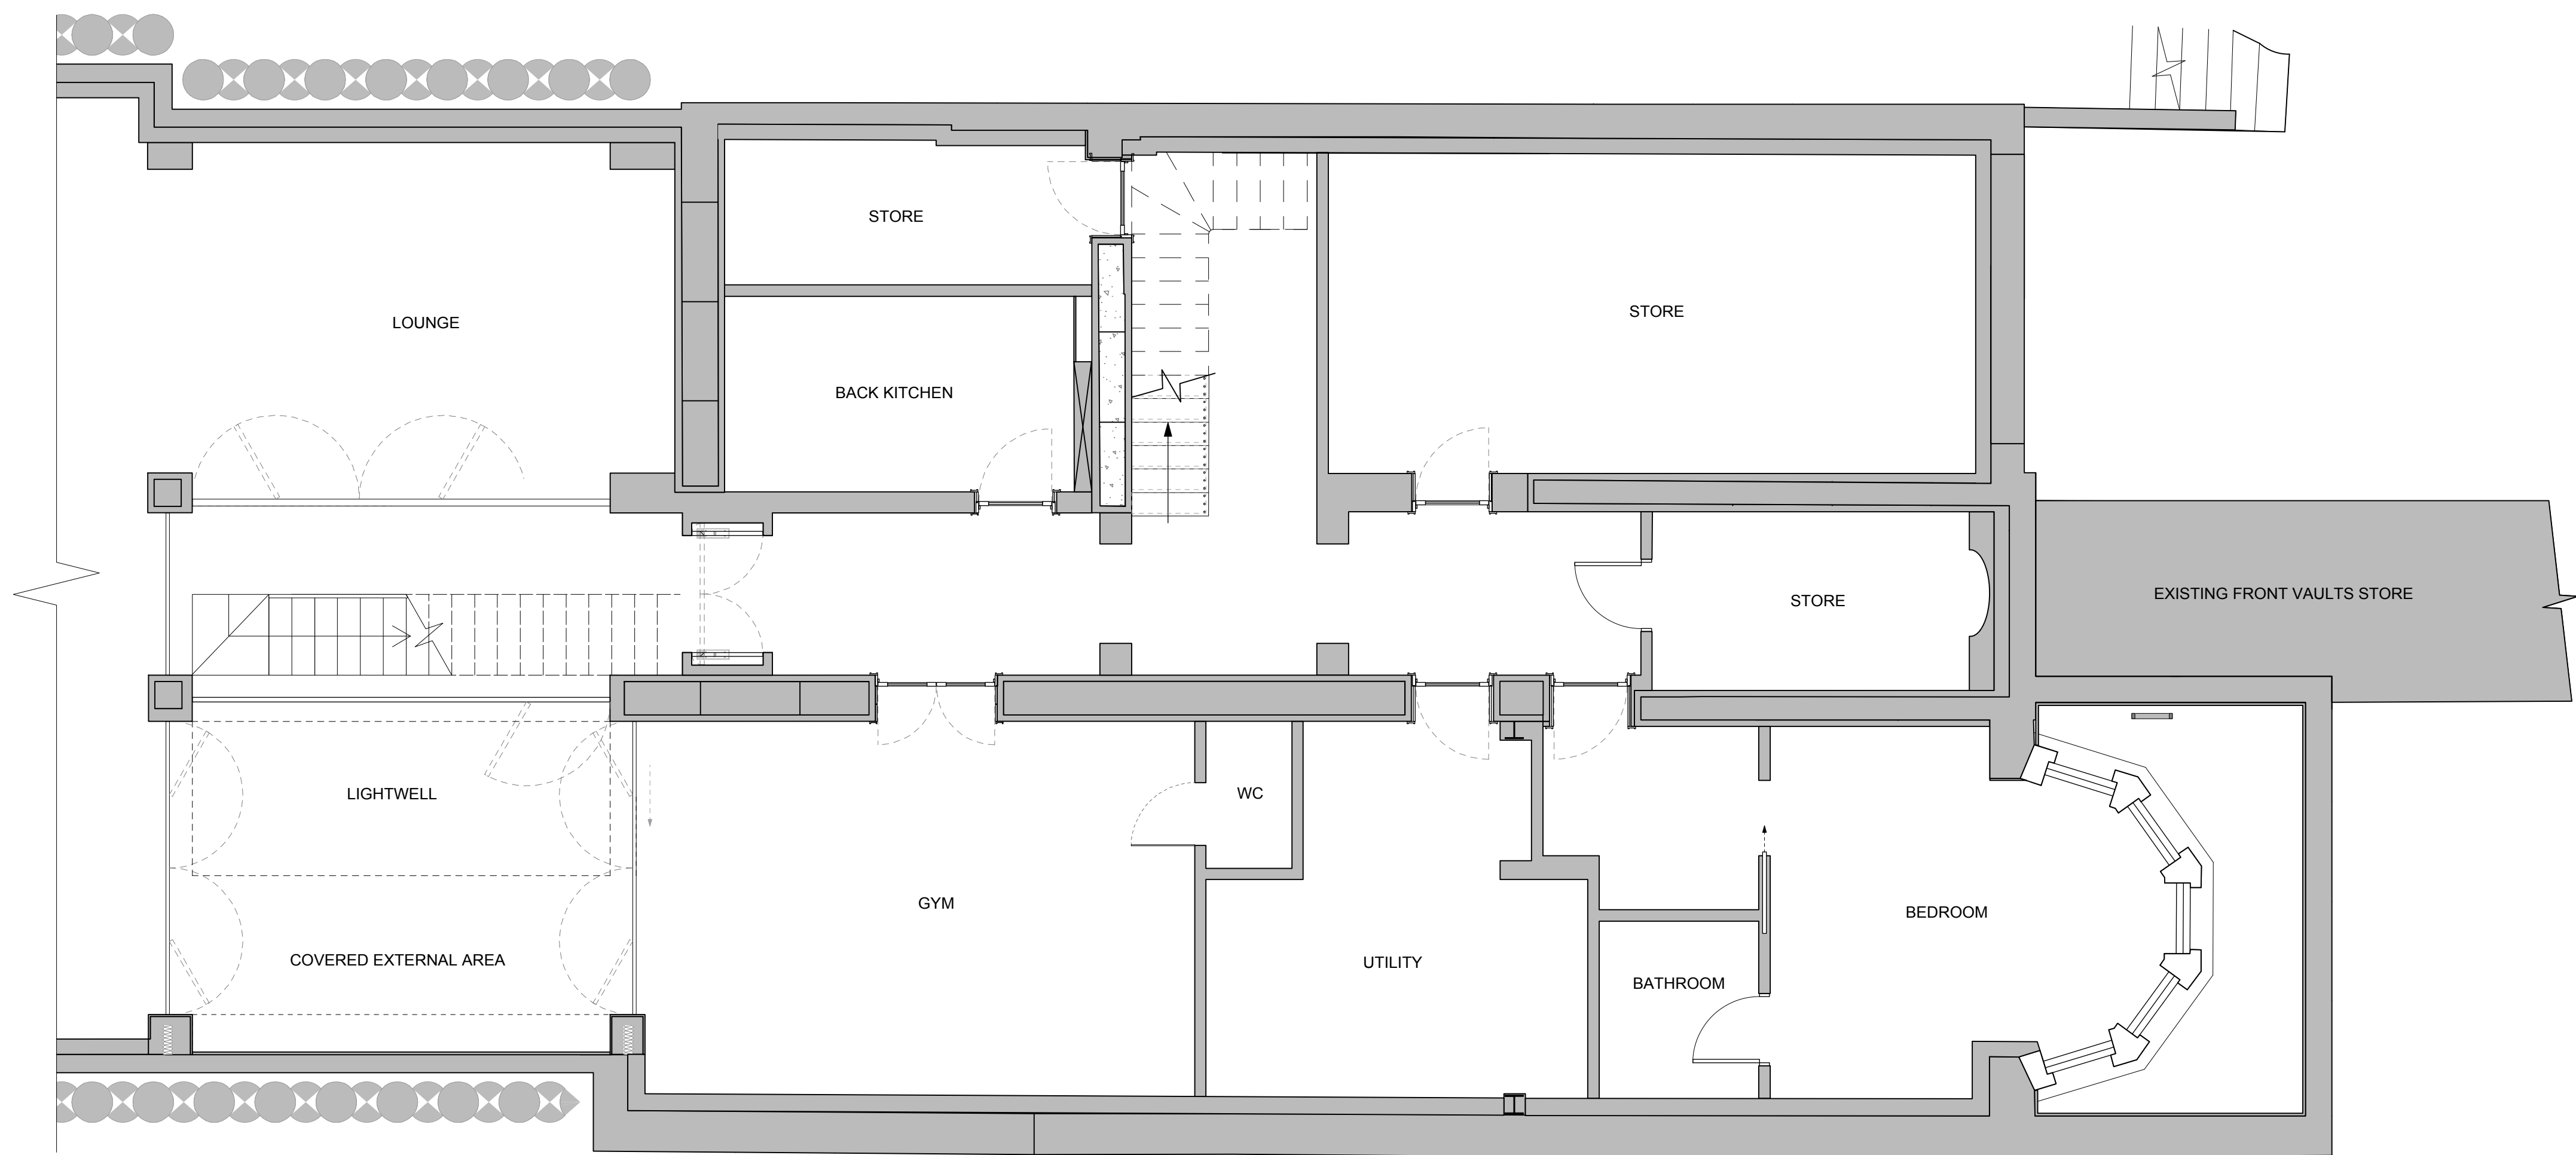 STORE
LOUNGE
STORE
BACK KITCHEN
EXISTING FRONT VAULTS STORE
STORE
LIGHTWELL
WC
GYM
BEDROOM
COVERED EXTERNAL AREA
UTILITY
BATHROOM